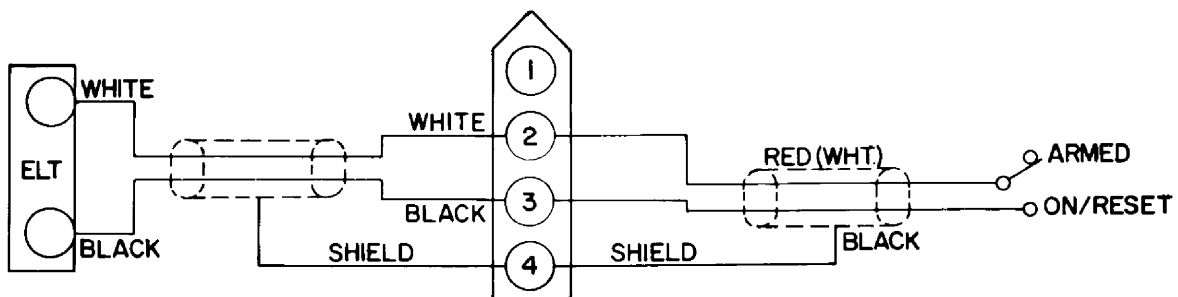 1
WHITE
WHITE
2
RED (WHT)
ARMED
ELT
3
ON/RESET
BLACK
BLACK
BLACK
SHIELD
4
SHIELD